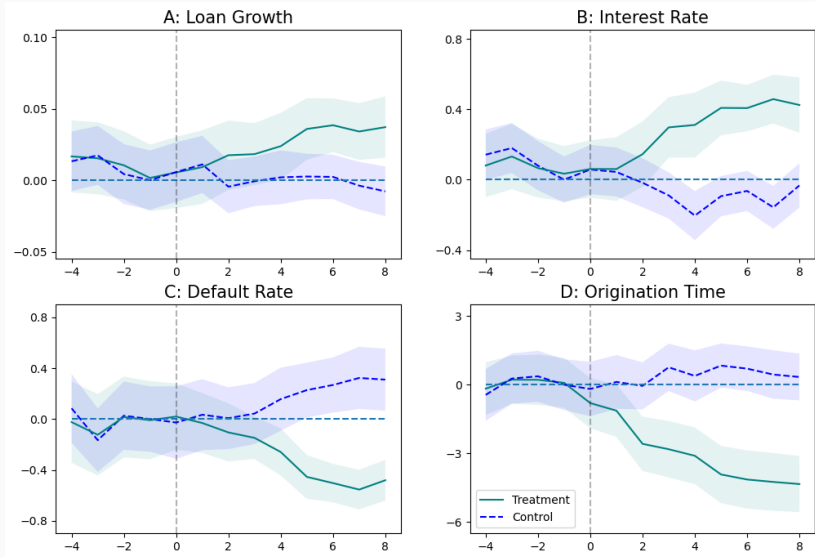 A: Loan Growth
0.10
0.05
0.00
−0.05
−4 −2 0 2 4 6 8
B: Interest Rate
0.8
0.4
0.0
−0.4
−4 −2 0 2 4 6 8
C: Default Rate
0.8
0.4
0.0
−0.4
−0.8
−4 −2 0 2 4 6 8
D: Origination Time
3
0
−3
−6
Treatment
Control
−4 −2 0 2 4 6 8